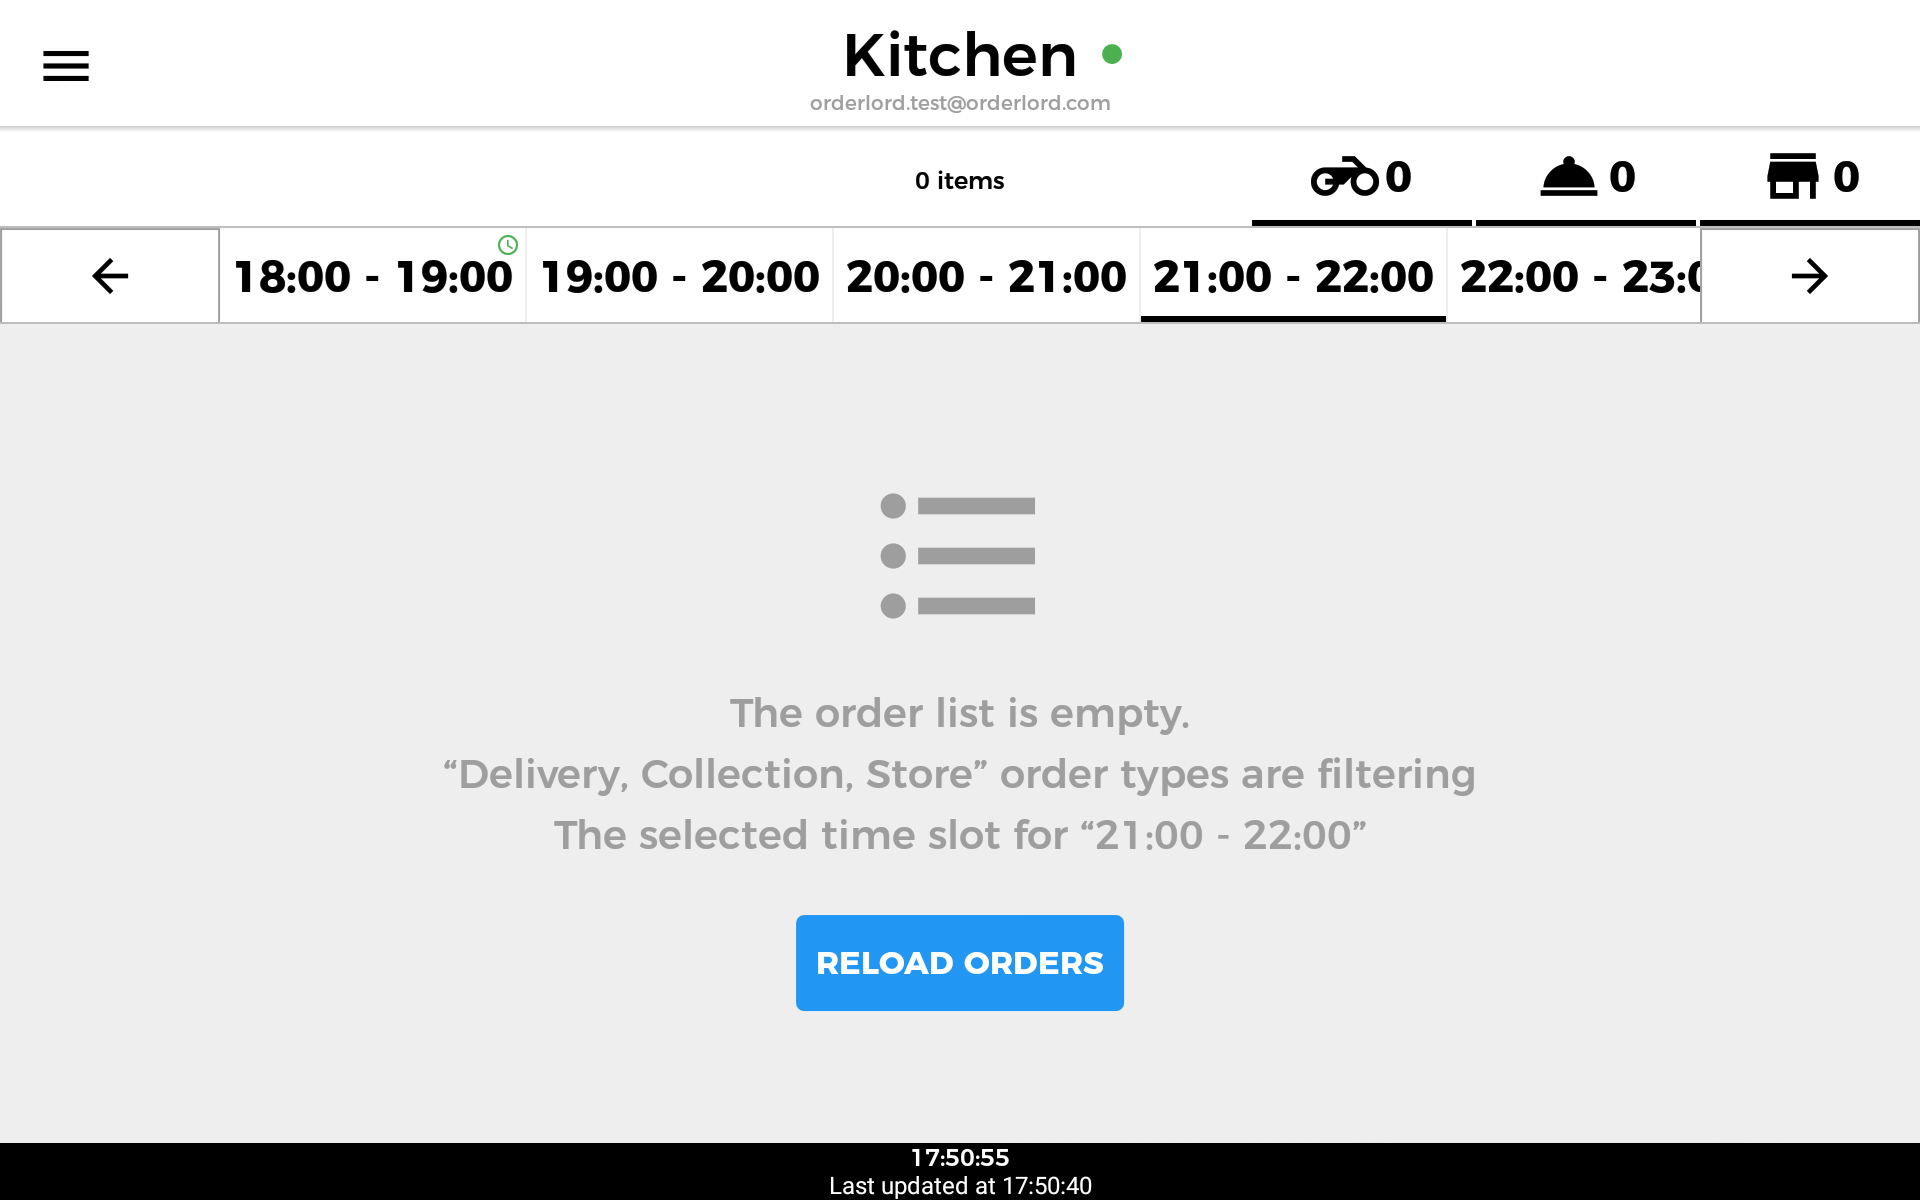 Kitchen
orderlord.test@orderlord.com
0 items
0
0
0
18:00 - 19:00
19:00 - 20:00
20:00 - 21:00
21:00 - 22:00
22:00 - 23:0
The order list is empty.
“Delivery, Collection, Store” order types are filtering
The selected time slot for “21:00 - 22:00”
RELOAD ORDERS
17:50:55
Last updated at 17:50:40